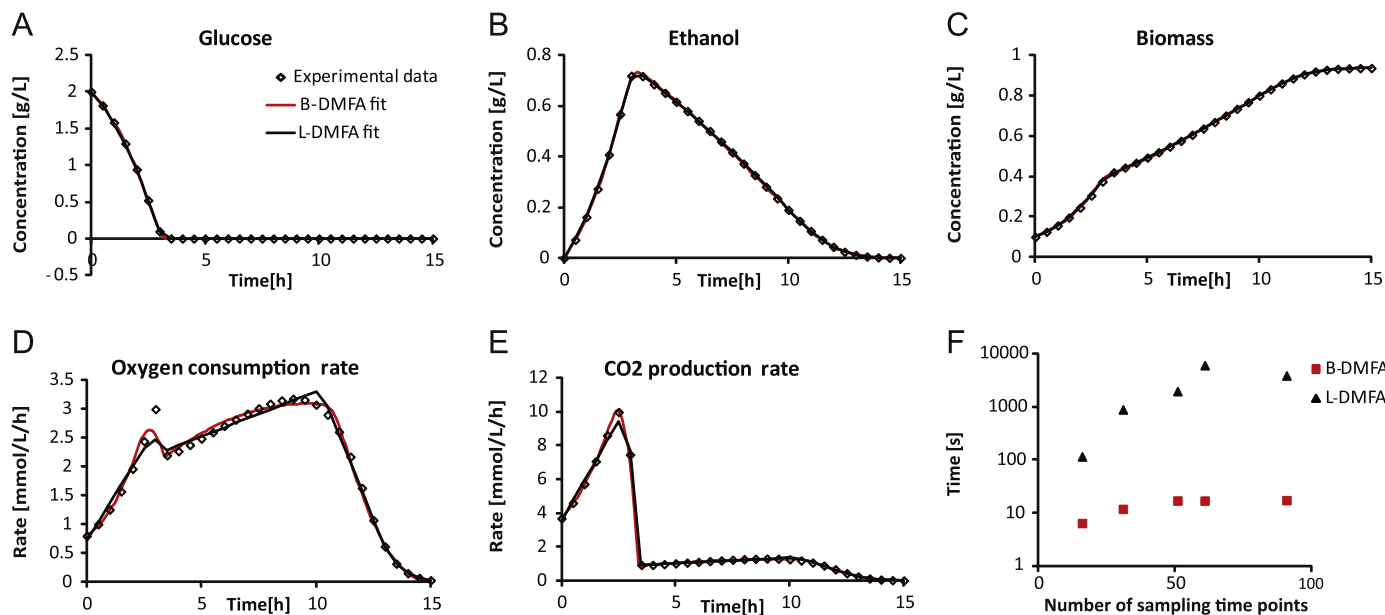 A
Glucose
Concentration [g/L]
2.5
2
1.5
1
0.5
0
-0.5
0
5
10
15
Time[h]
Experimental data
B-DMFA fit
L-DMFA fit
B
Ethanol
Concentration [g/L]
0.8
0.6
0.4
0.2
0
0
5
10
15
Time[h]
C
Biomass
Concentration [g/L]
1
0.8
0.6
0.4
0.2
0
0
5
10
15
Time[h]
D
Oxygen consumption rate
Rate [mmol/L/h]
3.5
3
2.5
2
1.5
1
0.5
0
0
5
10
15
Time[h]
E
CO2 production rate
Rate [mmol/L/h]
12
10
8
6
4
2
0
0
5
10
15
Time[h]
F
Time [s]
10000
1000
100
10
1
0
50
100
Number of sampling time points
B-DMFA
L-DMFA